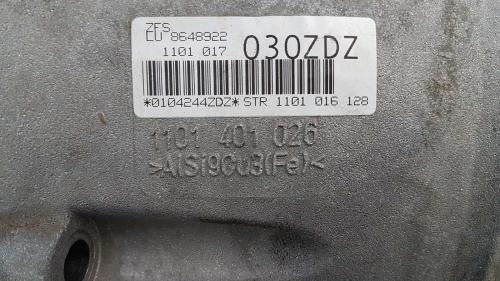 ZFS
EU 8648922
1101 017 030ZDZ
*0104244ZDZ* STR 1101 016 128
1101 401 026
>AlSi9Cu3(Fe)<